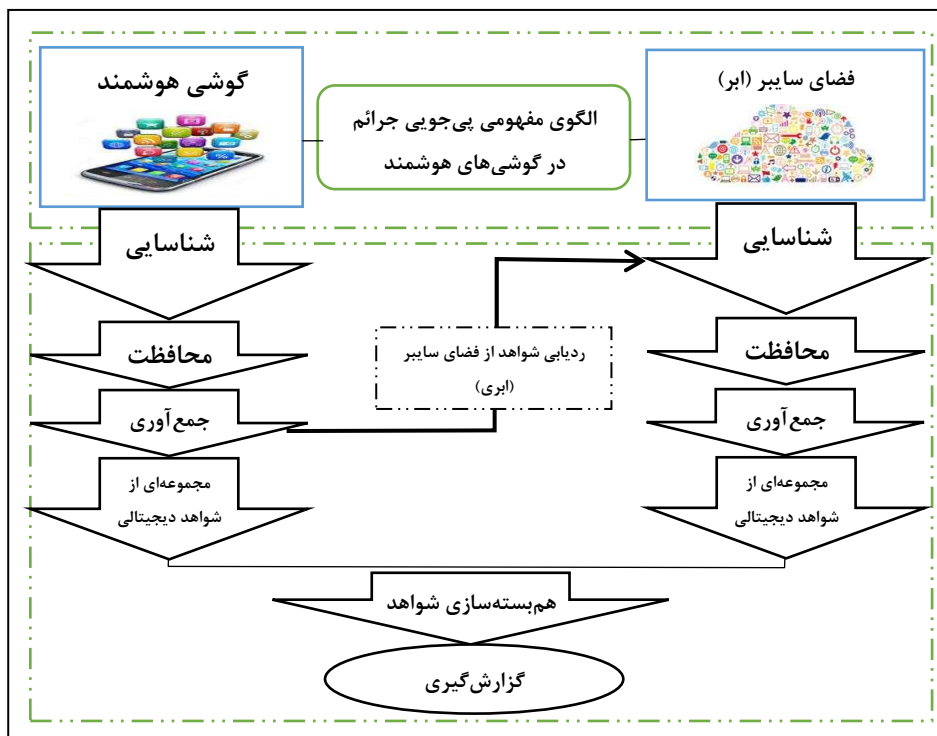 فضای سایبر (ابر)
الگوی مفهومی پی‌جویی جرائم
در گوشی‌های هوشمند
گوشی هوشمند
شناسایی
شناسایی
محافظت
ردیابی شواهد از فضای سایبر
(ابری)
محافظت
جمع‌آوری
جمع‌آوری
مجموعه‌ای از
شواهد دیجیتالی
مجموعه‌ای از
شواهد دیجیتالی
هم‌بسته‌سازی شواهد
گزارش‌گیری